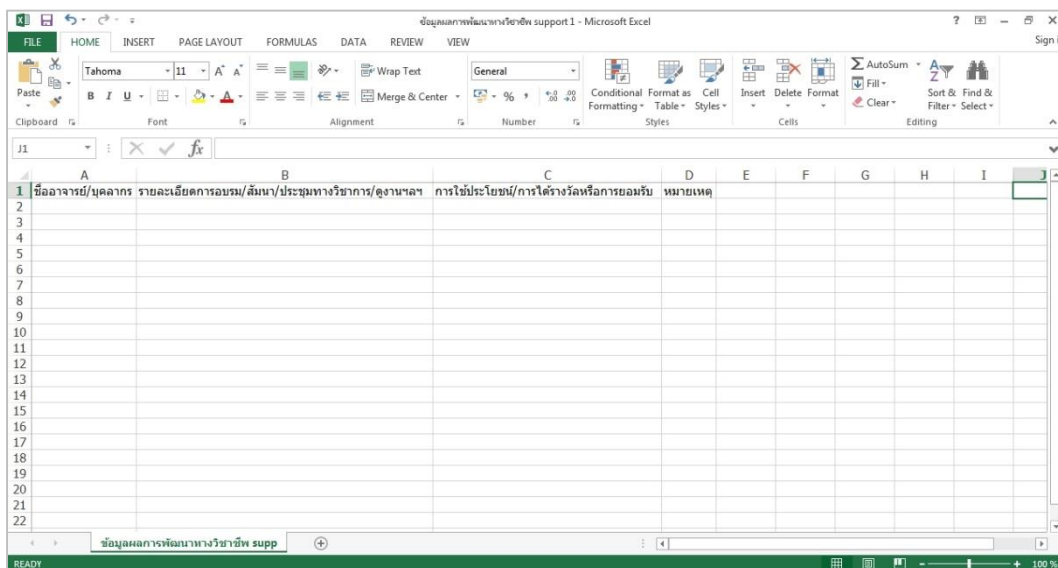 ข้อมูลผลการพัฒนาทางวิชาชีพ support 1 - Microsoft Excel
FILE HOME INSERT PAGE LAYOUT FORMULAS DATA REVIEW VIEW Sign i
Paste Tahoma 11 A A Wrap Text General Conditional Formatting Format as Table Cell Styles Insert Delete Format AutoSum Fill Clear Sort & Filter Find & Select
B I U A Merge & Center % ,
Clipboard Font Alignment Number Styles Cells Editing
J1 fx
A B C D E F G H I J
1 ชื่ออาจารย์/บุคลากร รายละเอียดการอบรม/สัมนา/ประชุมทางวิชาการ/ดูงานฯลฯ การใช้ประโยชน์/การได้รางวัลหรือการยอมรับ หมายเหตุ
2
3
4
5
6
7
8
9
10
11
12
13
14
15
16
17
18
19
20
21
22
ข้อมูลผลการพัฒนาทางวิชาชีพ supp
READY 100 %